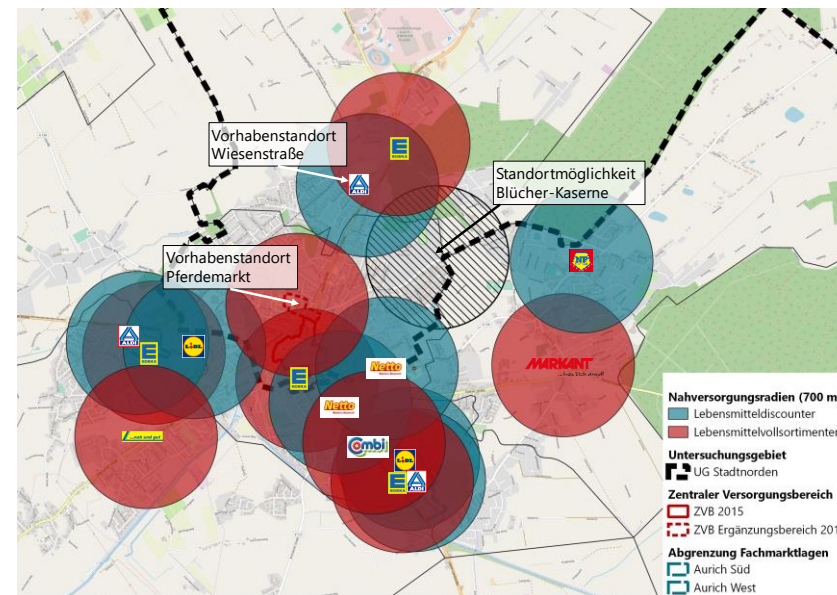 Vorhabenstandort
Wiesenstraße
E
EDEKA
ALDI
Standortmöglichkeit
Blücher-Kaserne
Vorhabenstandort
Pferdemarkt
NP
ALDI
E
EDEKA
LIDL
E
EDEKA
Netto
MARKANT
Netto
...nah und gut
Combi
LIDL
E
EDEKA
ALDI
Nahversorgungsradien (700 m
Lebensmitteldiscounter
Lebensmittelvollsortimenter
Untersuchungsgebiet
UG Stadtnorden
Zentraler Versorgungsbereich
ZVB 2015
ZVB Ergänzungsbereich 201
Abgrenzung Fachmarktlagen
Aurich Süd
Aurich West